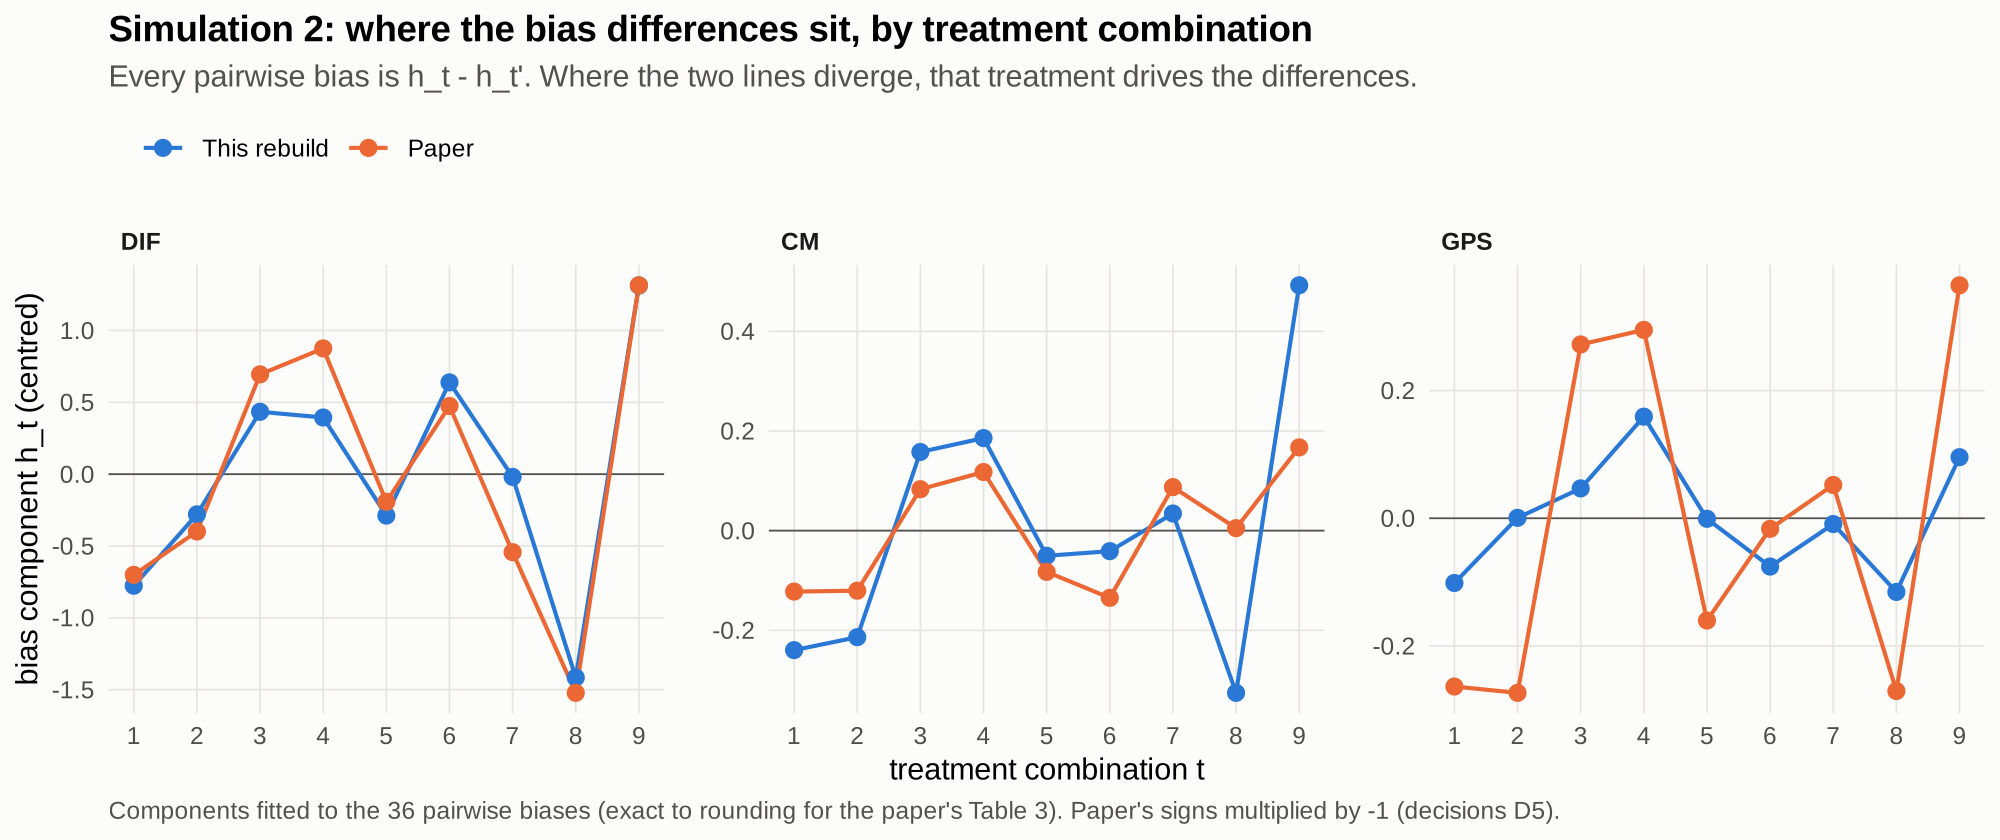 Simulation 2: where the bias differences sit, by treatment combination
Every pairwise bias is h_t - h_t'. Where the two lines diverge, that treatment drives the differences.
This rebuild
Paper
DIF
CM
GPS
bias component h_t (centred)
1.0
0.5
0.0
-0.5
-1.0
-1.5
1 2 3 4 5 6 7 8 9
0.4
0.2
0.0
-0.2
1 2 3 4 5 6 7 8 9
0.2
0.0
-0.2
1 2 3 4 5 6 7 8 9
treatment combination t
Components fitted to the 36 pairwise biases (exact to rounding for the paper's Table 3). Paper's signs multiplied by -1 (decisions D5).